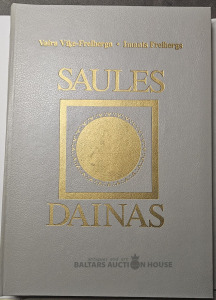 Vaira Vīķe-Freiberga • Imants Freibergs
SAULES
DAINAS
BALTARS AUCTION HOUSE